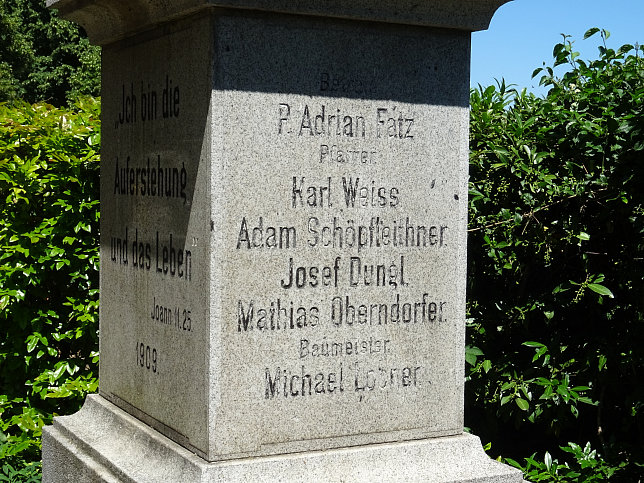 „Ich bin die
Auferstehung
und das Leben
Joann 11.25.
1909.
P. Adrian Fatz
Pfarrer
Karl Weiss
Adam Schöpfleithner
Josef Dungl.
Mathias Oberndorfer.
Baumeister
Michael